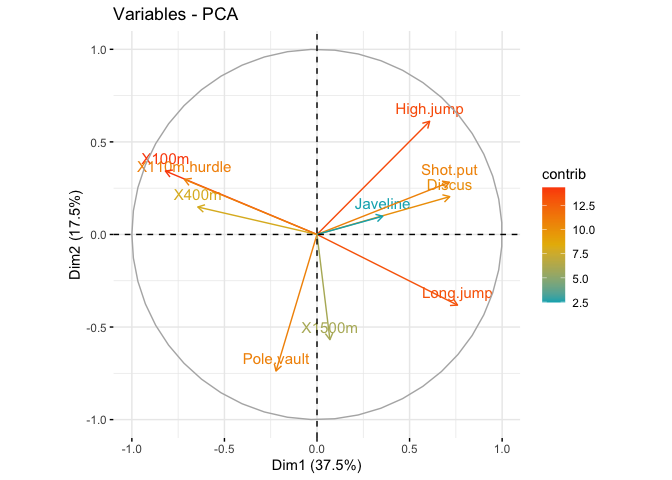 Variables - PCA
1.0
0.5
0.0
-0.5
-1.0
Dim2 (17.5%)
High.jump
X100m
X110m.hurdle
Shot.put
Discus
X400m
Javeline
Long.jump
X1500m
Pole.vault
-1.0 -0.5 0.0 0.5 1.0
Dim1 (37.5%)
contrib
12.5
10.0
7.5
5.0
2.5